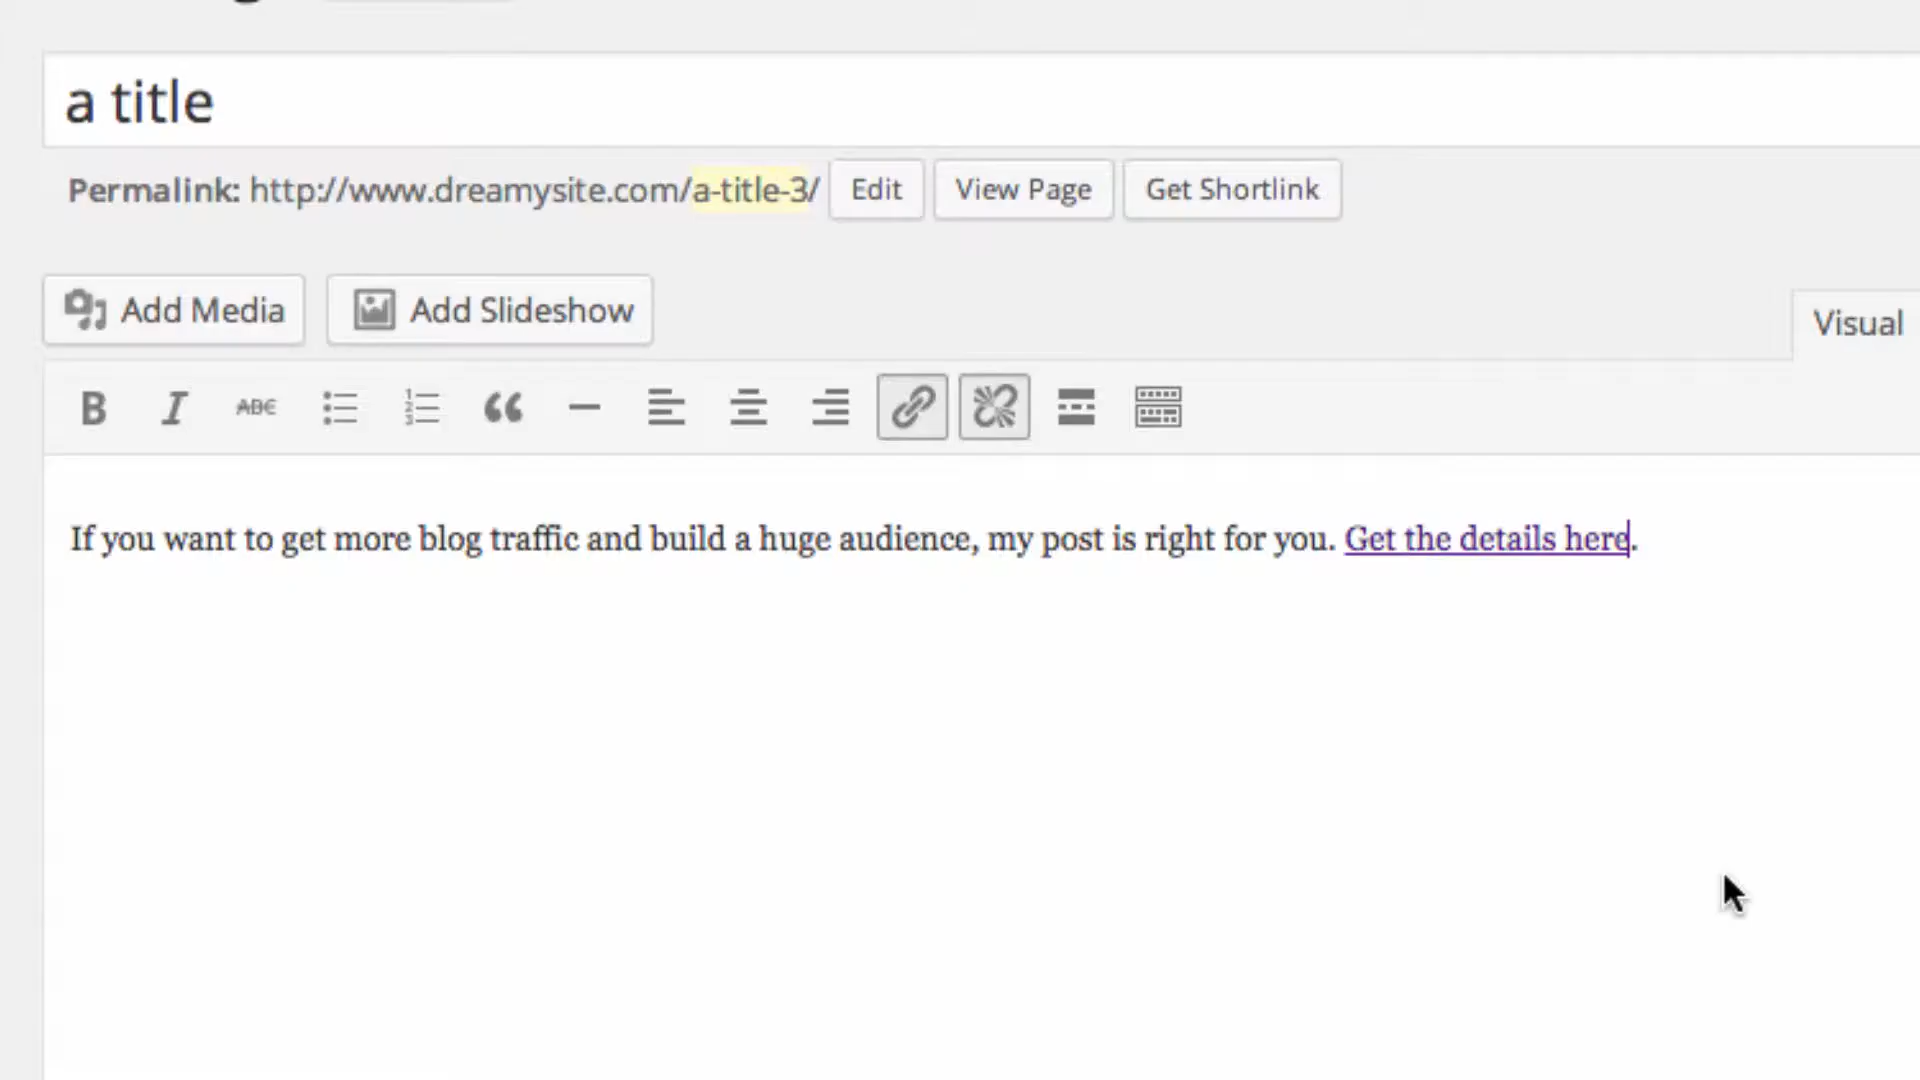 a title
Permalink: http://www.dreamysite.com/a-title-3/ Edit View Page Get Shortlink
Add Media Add Slideshow
Visual
B I ABC
If you want to get more blog traffic and build a huge audience, my post is right for you. Get the details here.